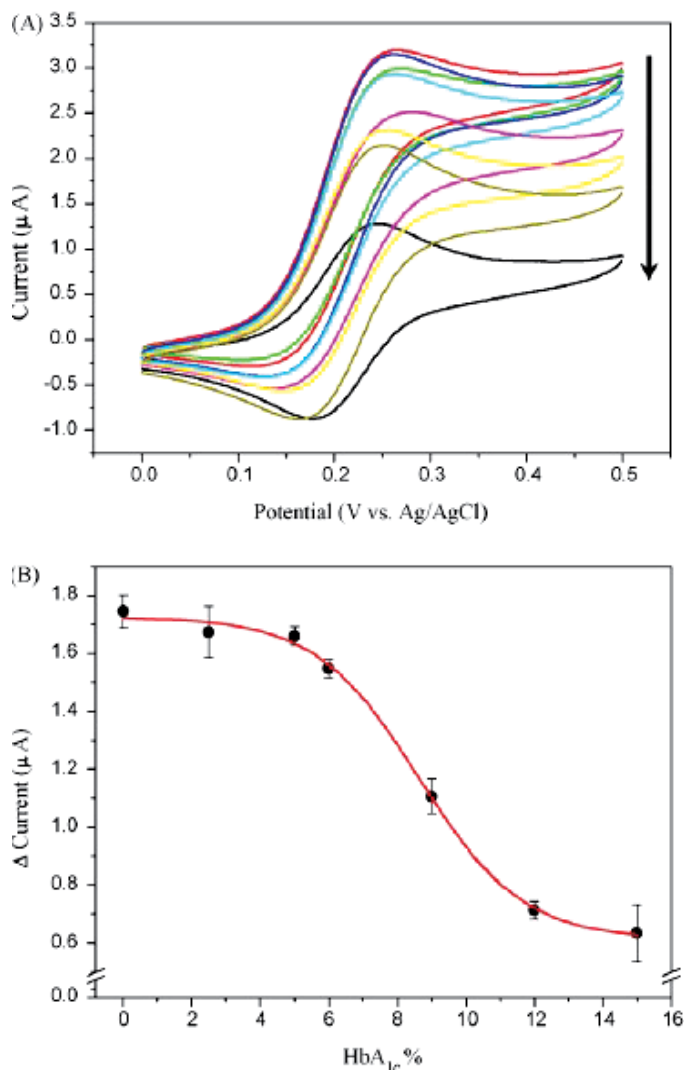 (A)
3.5
3.0
2.5
2.0
1.5
1.0
0.5
0.0
-0.5
-1.0
Current (μ A)
0.0 0.1 0.2 0.3 0.4 0.5
Potential (V vs. Ag/AgCl)
(B)
1.8
1.6
1.4
1.2
1.0
0.8
0.6
0.0
Δ Current (μ A)
0 2 4 6 8 10 12 14 16
HbA1c %